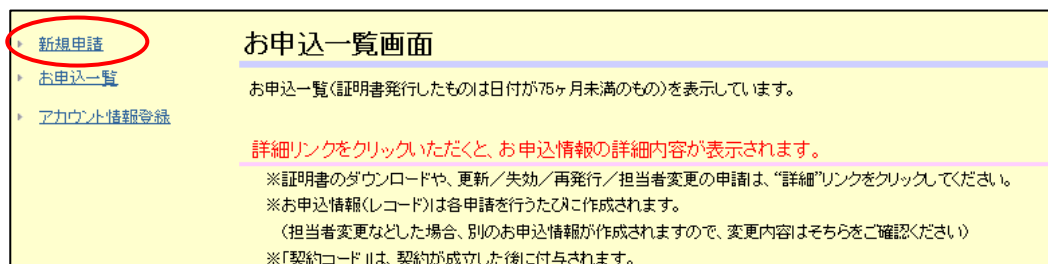 新規申請
お申込一覧
アカウント情報登録
お申込一覧画面
お申込一覧(証明書発行したものは日付が75ヶ月未満のもの)を表示しています。
詳細リンクをクリックいただくと、お申込情報の詳細内容が表示されます。
※証明書のダウンロードや、更新／失効／再発行／担当者変更の申請は、“詳細”リンクをクリックしてください。
※お申込情報(レコード)は各申請を行うたびに作成されます。
(担当者変更などした場合、別のお申込情報が作成されますので、変更内容はそちらをご確認ください)
※「契約コード」は、契約が成立した後に付与されます。